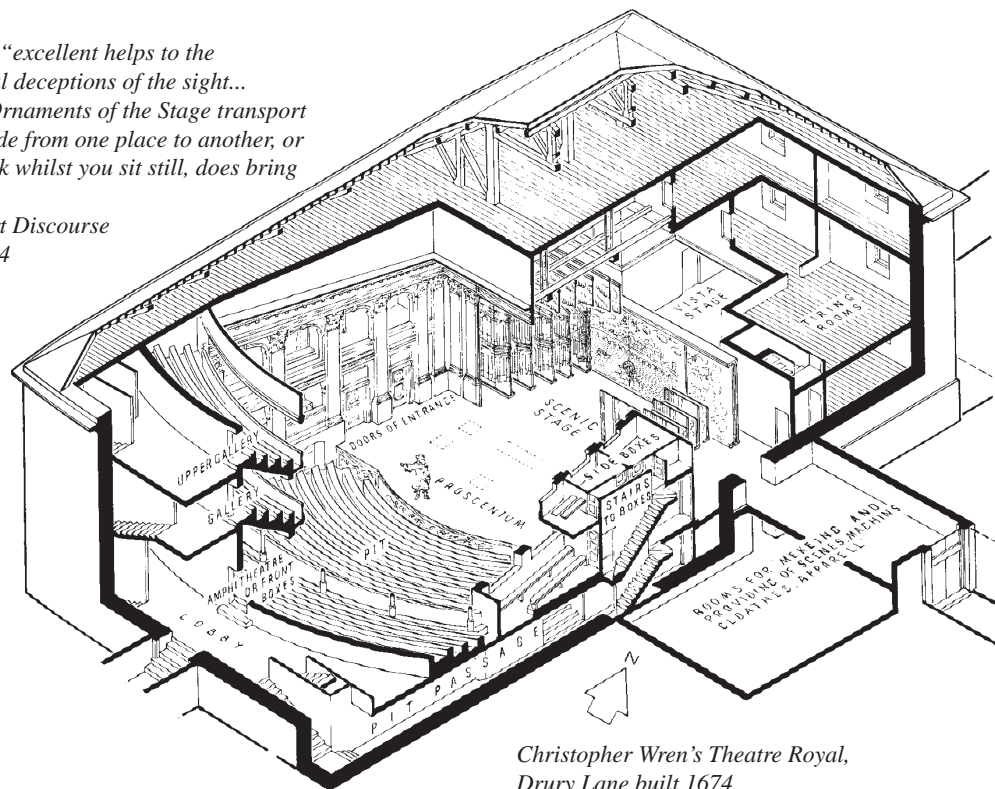 “excellent helps to the
l deceptions of the sight...
Ornaments of the Stage transport
de from one place to another, or
k whilst you sit still, does bring
t Discourse
4
VISTA
STAGE
TIRING
ROOMS
SCENIC
STAGE
DOORS OF ENTRANCE
PROSCENIUM
UPPER GALLERY
GALLERY
SIDE BOXES
STAIRS
TO BOXES
PIT
AMPHITHEATRE
OR FRONT
BOXES
LOBBY
PIT PASSAGE
ROOMS FOR MEKEING AND
PROVIDING OF SCENES, MACHINS
CLOATHES, APPARELL
N
Christopher Wren’s Theatre Royal,
Drury Lane built 1674